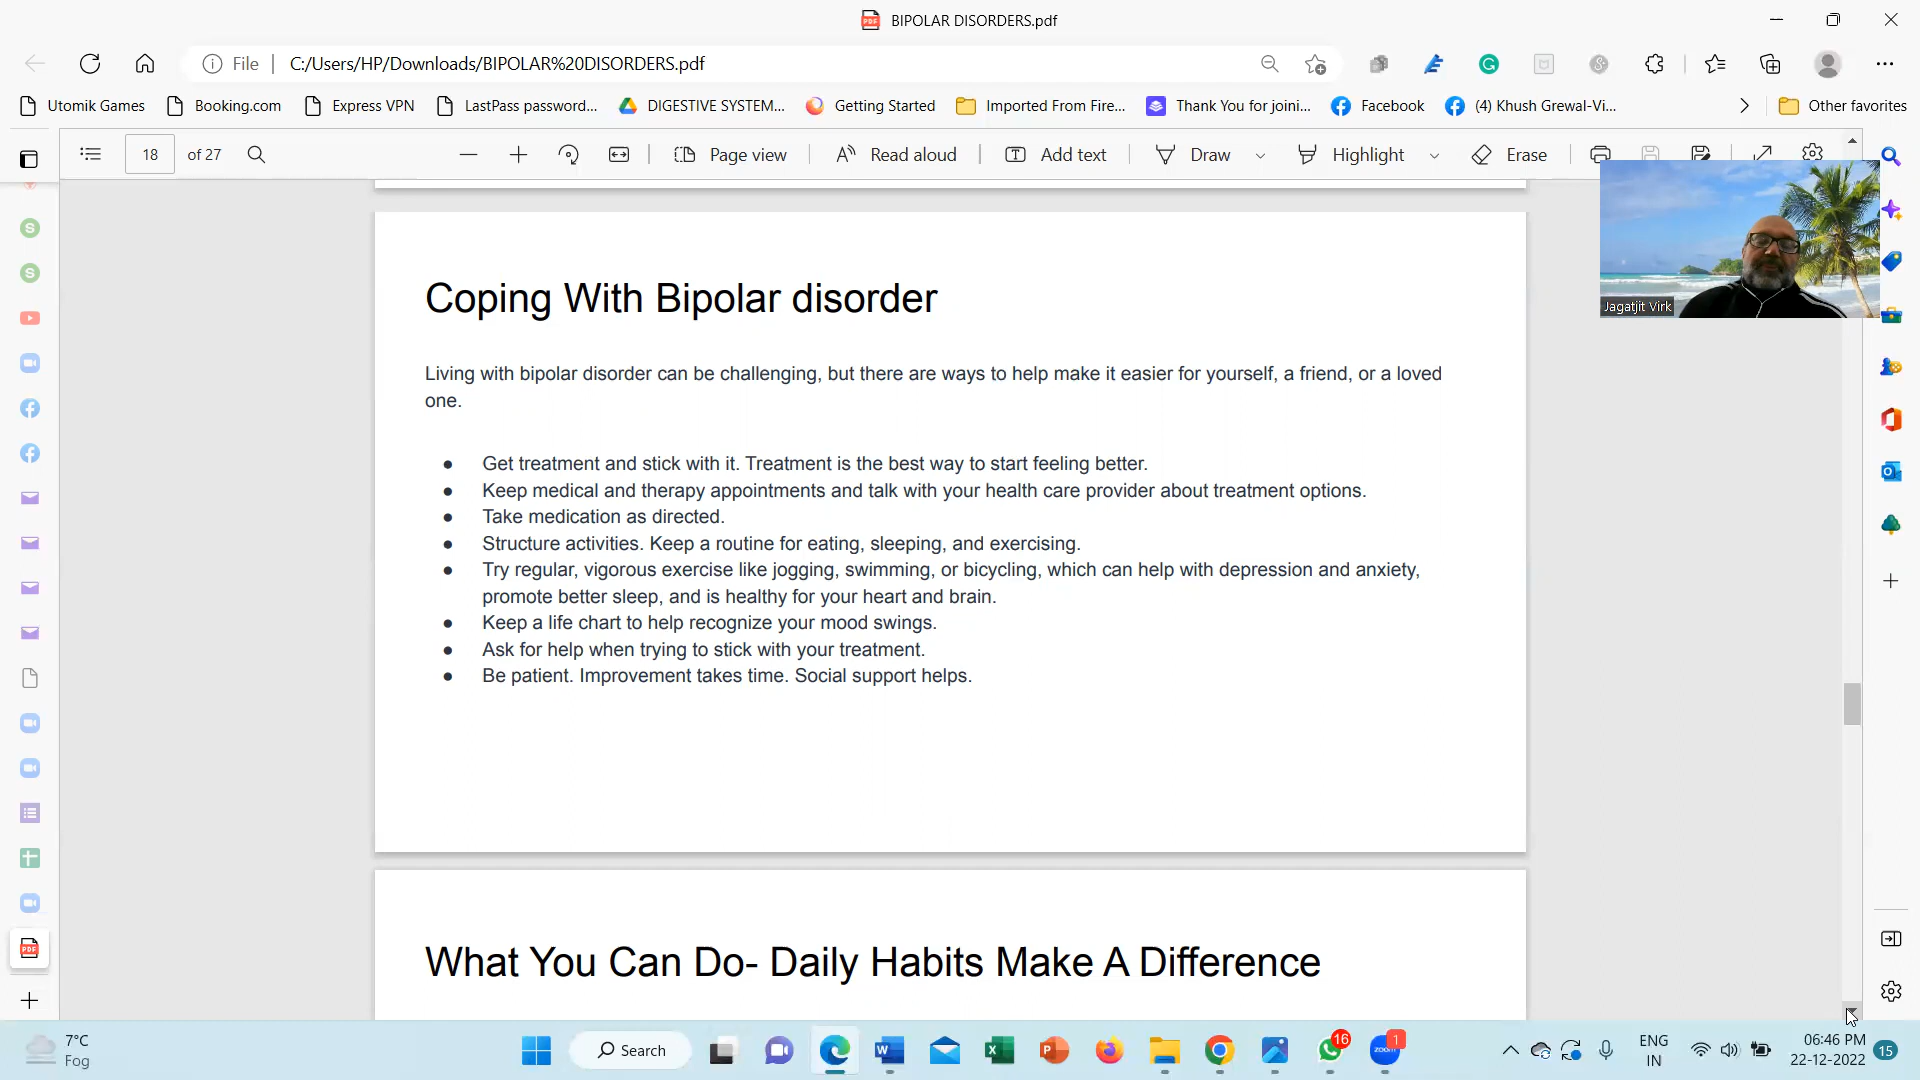 BIPOLAR DISORDERS.pdf
File C:/Users/HP/Downloads/BIPOLAR%20DISORDERS.pdf
Utomik Games Booking.com Express VPN LastPass password... DIGESTIVE SYSTEM... Getting Started Imported From Fire... Thank You for joini... Facebook (4) Khush Grewal-Vi... Other favorites
18 of 27 Page view Read aloud Add text Draw Highlight Erase
Jagatjit Virk
Coping With Bipolar disorder
Living with bipolar disorder can be challenging, but there are ways to help make it easier for yourself, a friend, or a loved
one.
● Get treatment and stick with it. Treatment is the best way to start feeling better.
● Keep medical and therapy appointments and talk with your health care provider about treatment options.
● Take medication as directed.
● Structure activities. Keep a routine for eating, sleeping, and exercising.
● Try regular, vigorous exercise like jogging, swimming, or bicycling, which can help with depression and anxiety,
promote better sleep, and is healthy for your heart and brain.
● Keep a life chart to help recognize your mood swings.
● Ask for help when trying to stick with your treatment.
● Be patient. Improvement takes time. Social support helps.
What You Can Do- Daily Habits Make A Difference
7°C
Fog
Search
16
zoom
1
ENG
IN
06:46 PM
22-12-2022
15